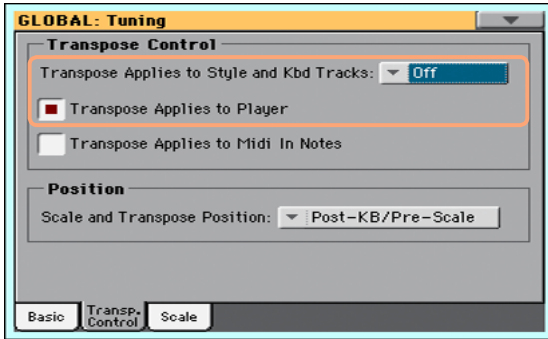 GLOBAL: Tuning
Transpose Control
Transpose Applies to Style and Kbd Tracks: Off
Transpose Applies to Player
Transpose Applies to Midi In Notes
Position
Scale and Transpose Position: Post-KB/Pre-Scale
Basic Transp. Control Scale